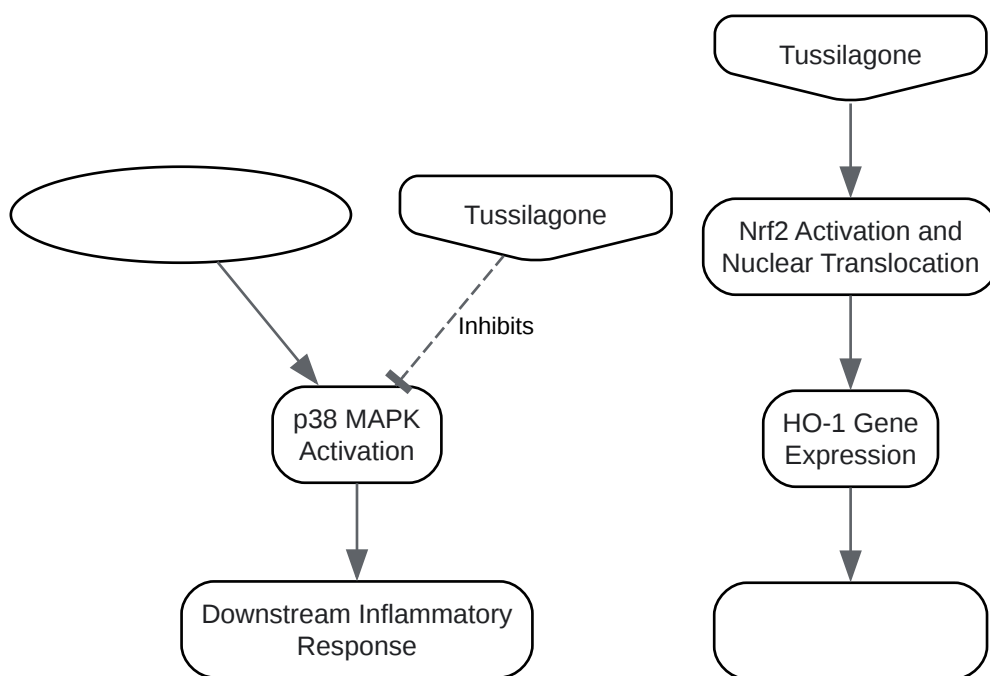 Tussilagone
Tussilagone
Nrf2 Activation and
Nuclear Translocation
Inhibits
p38 MAPK
Activation
HO-1 Gene
Expression
Downstream Inflammatory
Response